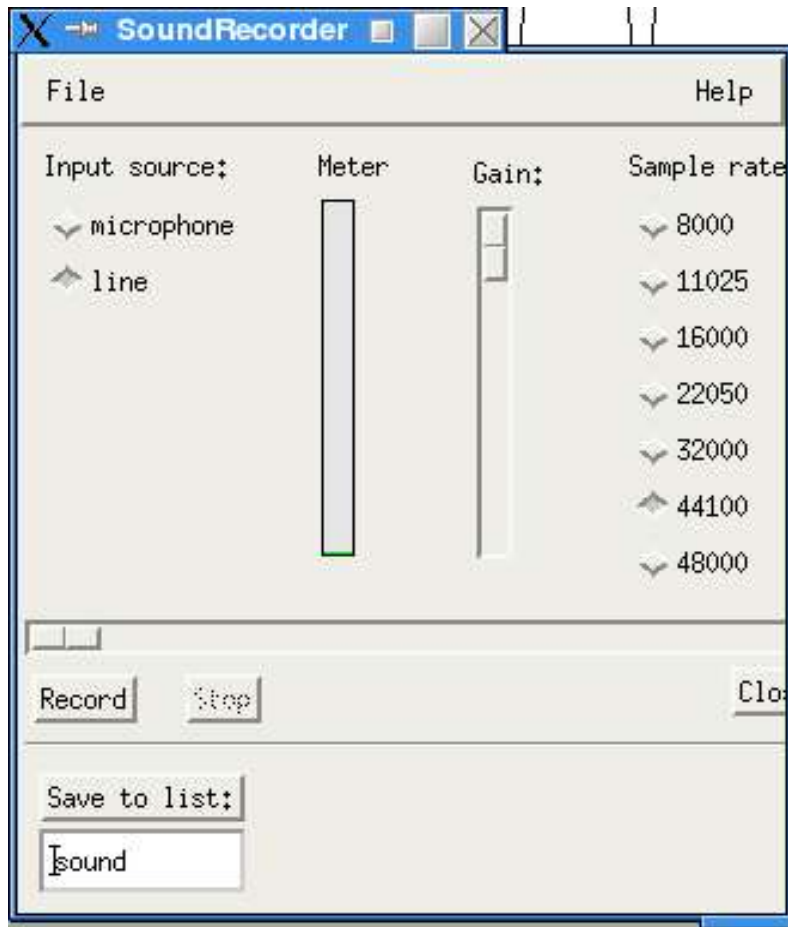 SoundRecorder
File Help
Input source: Meter Gain: Sample rate
microphone 8000
line 11025
16000
22050
32000
44100
48000
Record Stop Clo
Save to list:
sound